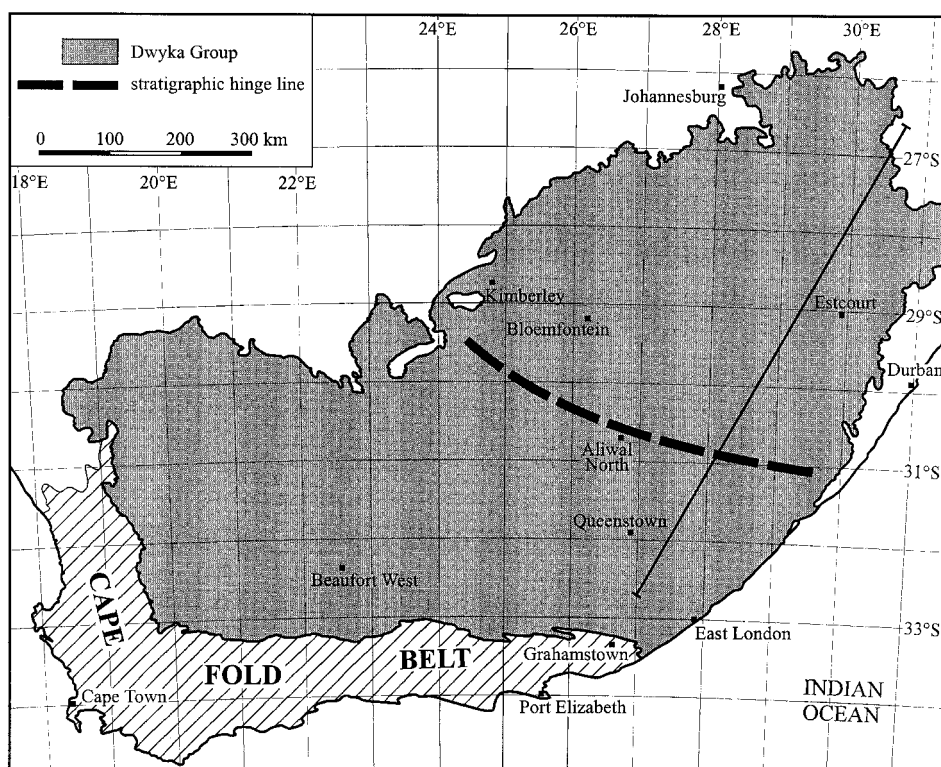 Dwyka Group
stratigraphic hinge line
0 100 200 300 km
24°E 26°E 28°E 30°E
18°E 20°E 22°E
Johannesburg
27°S
Kimberley
Bloemfontein
Estcourt
29°S
Durban
Aliwal
North
31°S
Queenstown
Beaufort West
East London
33°S
Grahamstown
CAPE
FOLD
BELT
Cape Town
Port Elizabeth
INDIAN
OCEAN